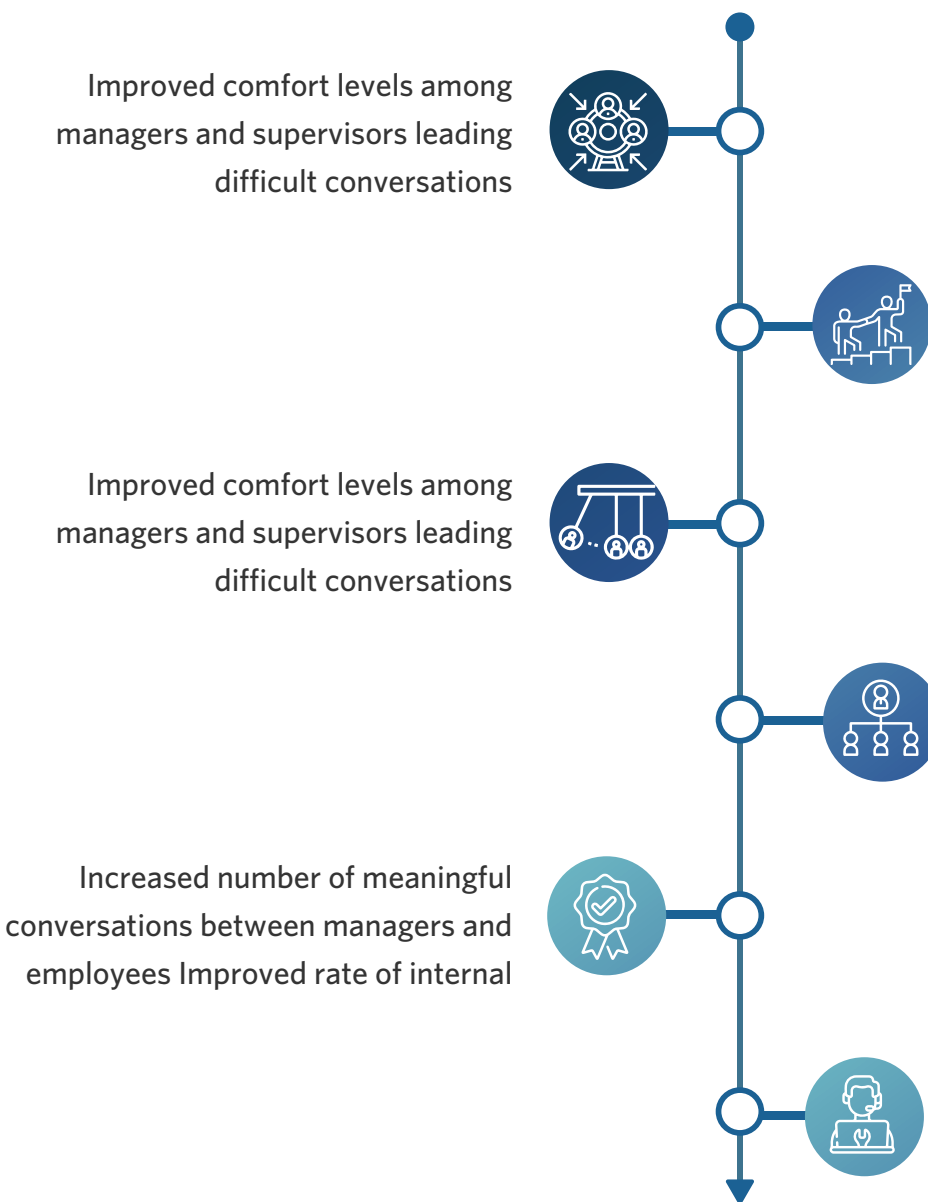 Improved comfort levels among
managers and supervisors leading
difficult conversations
Improved comfort levels among
managers and supervisors leading
difficult conversations
Increased number of meaningful
conversations between managers and
employees Improved rate of internal